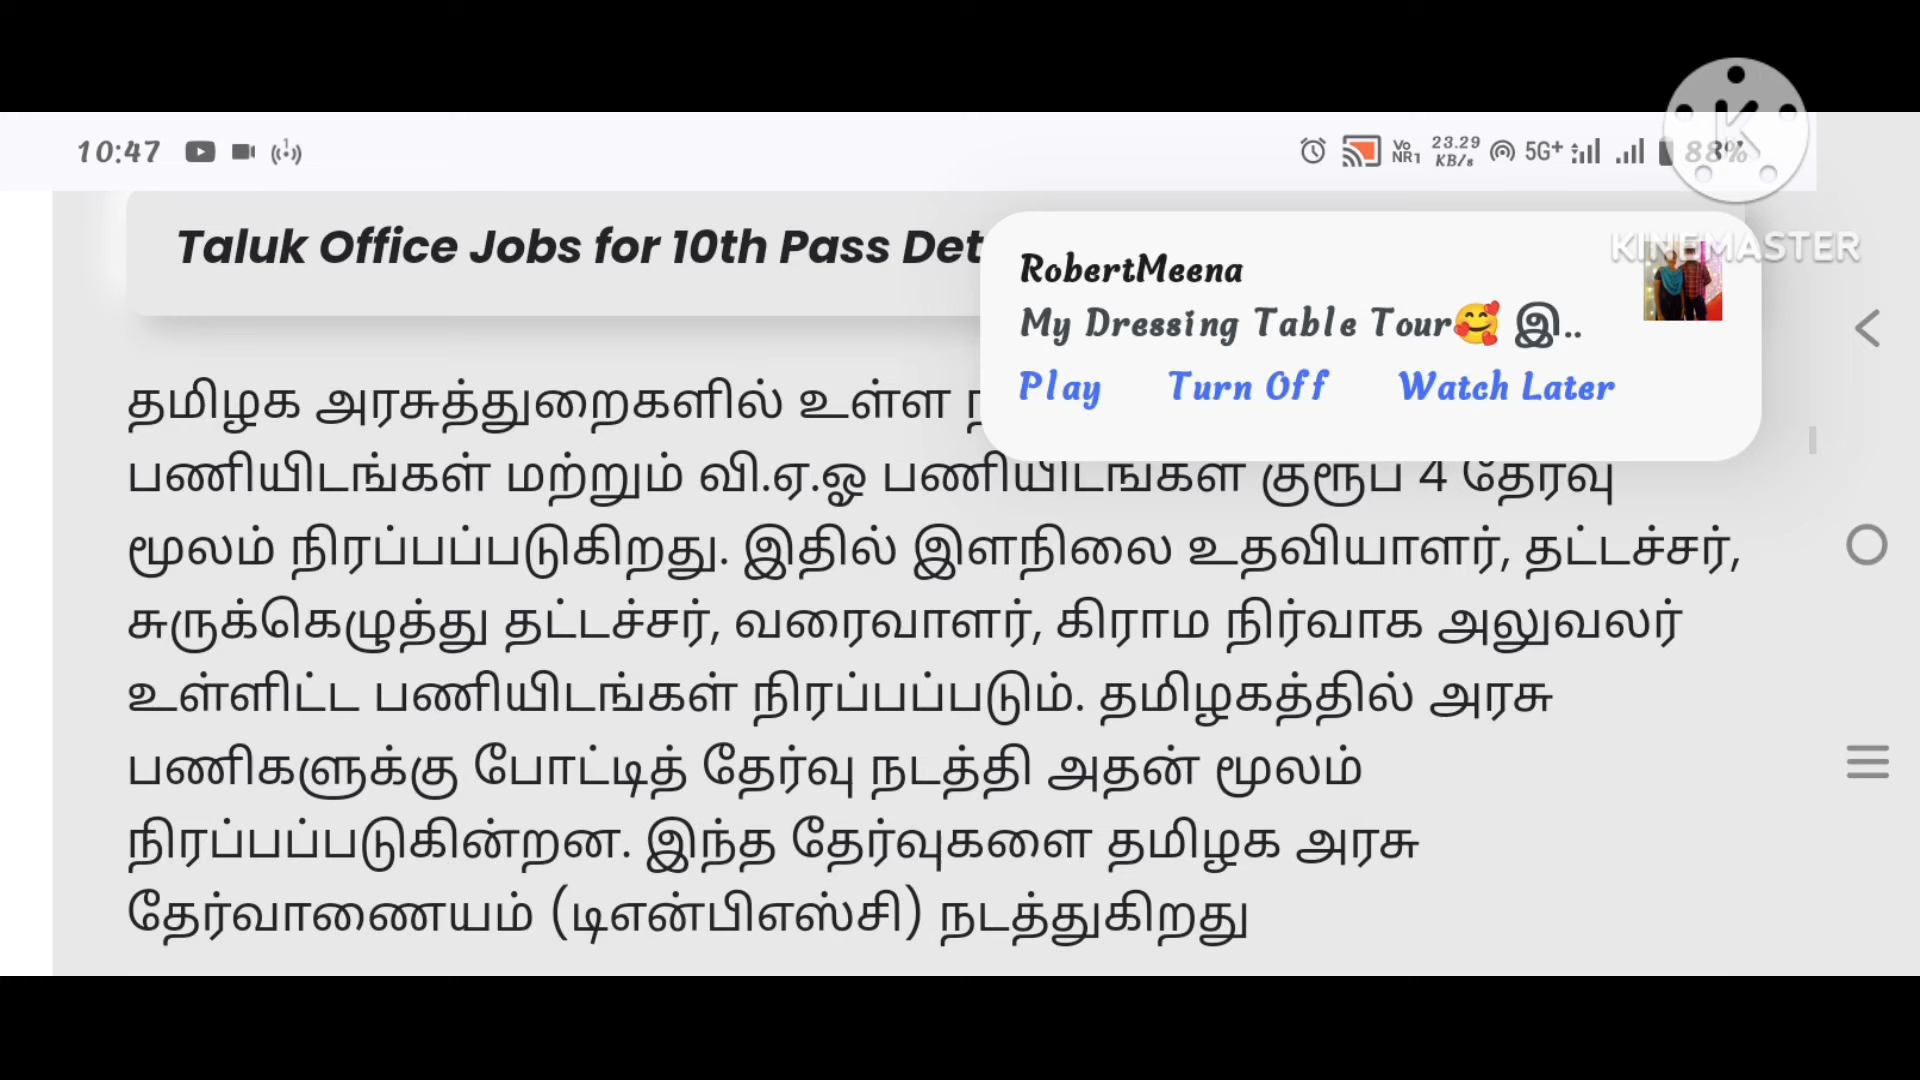 10:47
Vo NR1 23.29 KB/s 5G+ 88%
KINEMASTER
Taluk Office Jobs for 10th Pass Det
RobertMeena
My Dressing Table Tour🥰 இ..
Play Turn Off Watch Later
தமிழக அரசுத்துறைகளில் உள்ள
பணியிடங்கள் மற்றும் வி.ஏ.ஓ பணியிடங்கள் குரூப் 4 தேர்வு
மூலம் நிரப்பப்படுகிறது. இதில் இளநிலை உதவியாளர், தட்டச்சர்,
சுருக்கெழுத்து தட்டச்சர், வரைவாளர், கிராம நிர்வாக அலுவலர்
உள்ளிட்ட பணியிடங்கள் நிரப்பப்படும். தமிழகத்தில் அரசு
பணிகளுக்கு போட்டித் தேர்வு நடத்தி அதன் மூலம்
நிரப்பப்படுகின்றன. இந்த தேர்வுகளை தமிழக அரசு
தேர்வாணையம் (டிஎன்பிஎஸ்சி) நடத்துகிறது